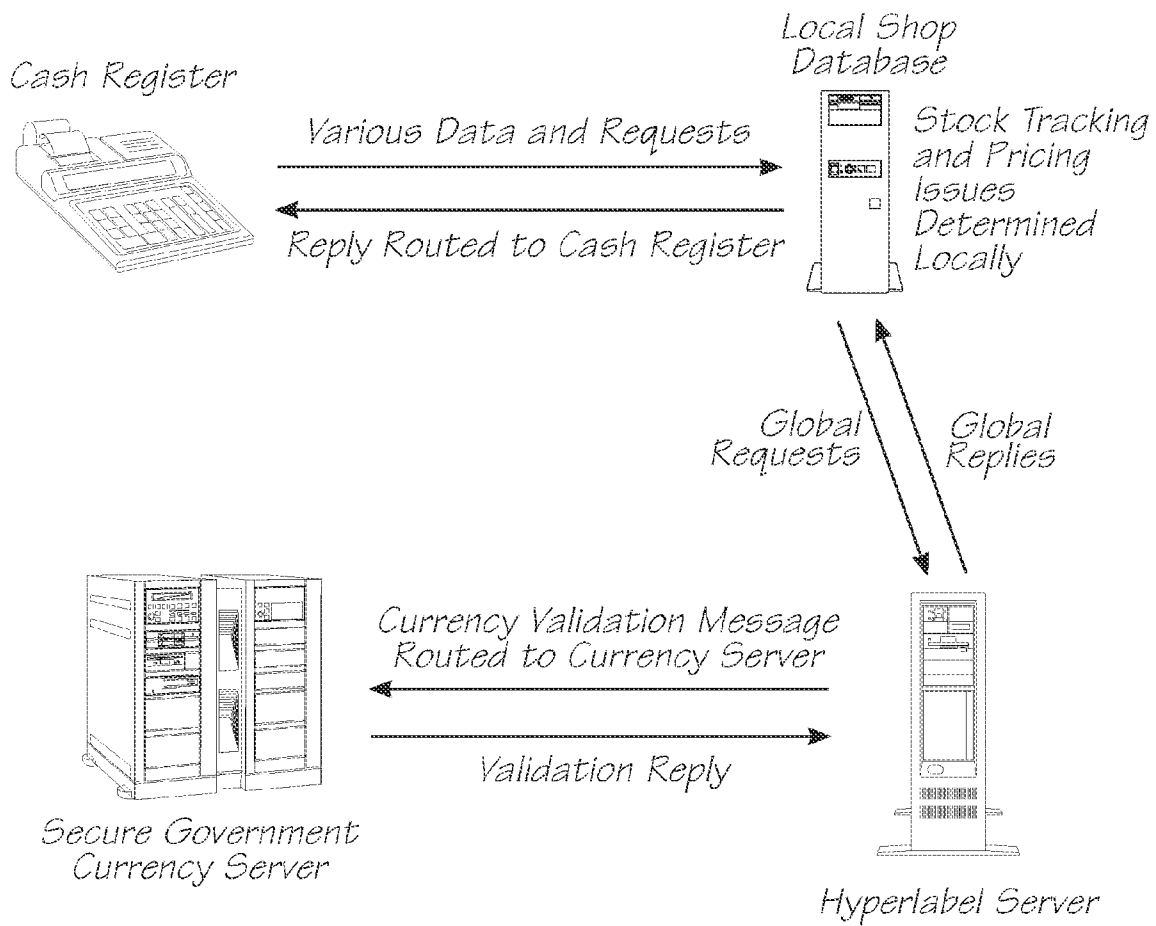 Local Shop
Database
Cash Register
Various Data and Requests
Stock Tracking
and Pricing
Issues
Determined
Locally
Reply Routed to Cash Register
Global
Requests
Global
Replies
Currency Validation Message
Routed to Currency Server
Validation Reply
Secure Government
Currency Server
Hyperlabel Server